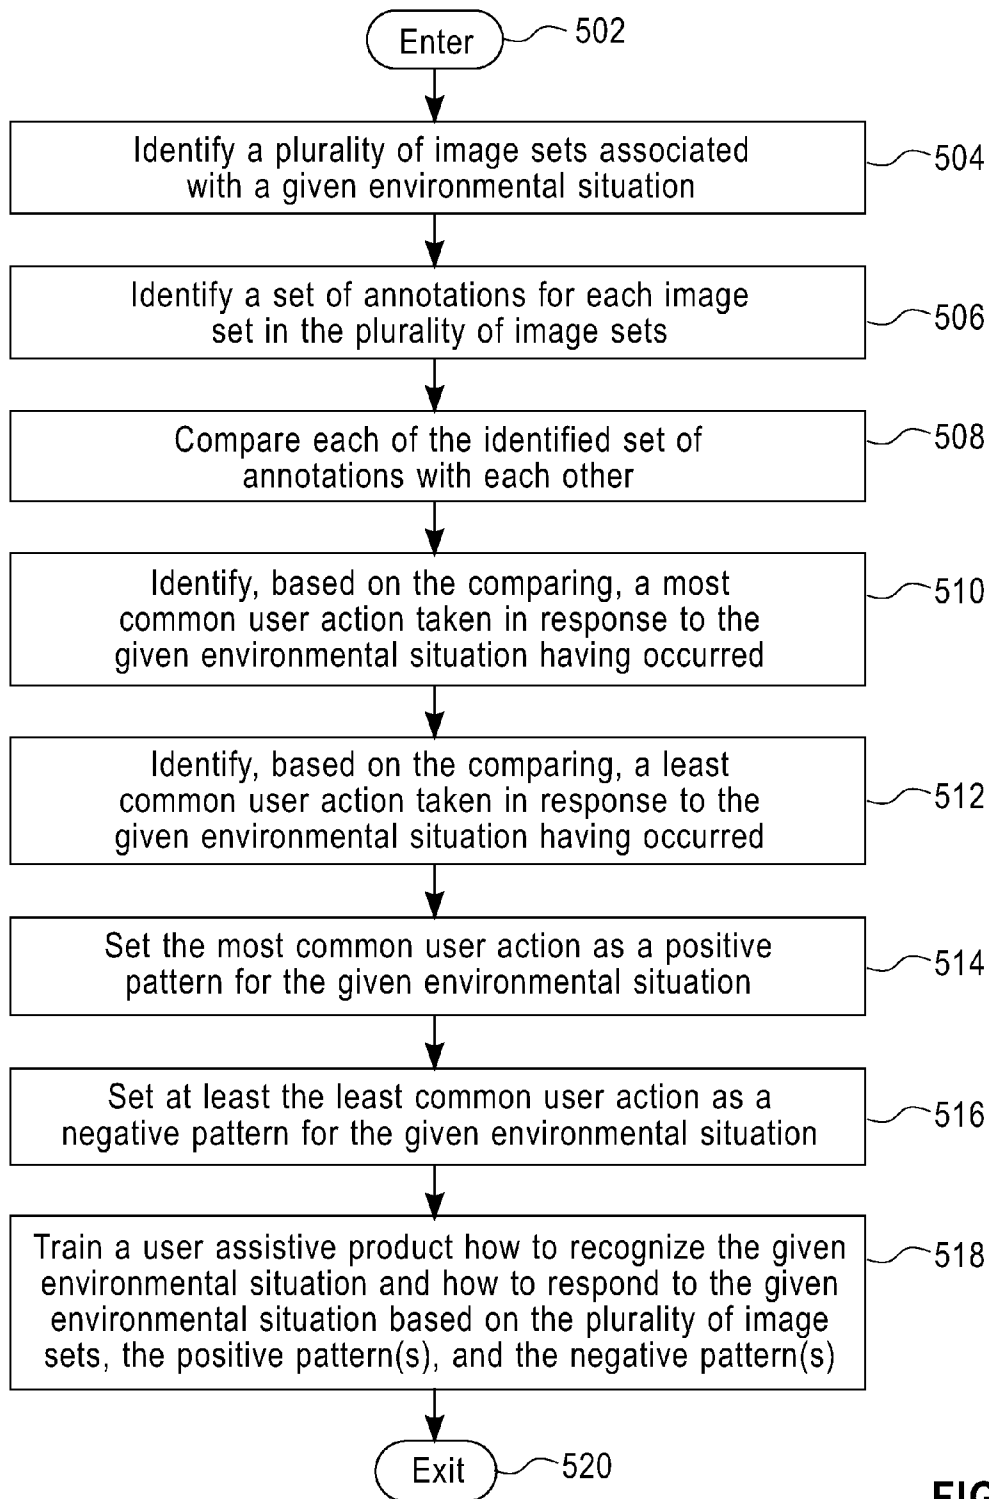 Enter
502
Identify a plurality of image sets associated
with a given environmental situation
504
Identify a set of annotations for each image
set in the plurality of image sets
506
Compare each of the identified set of
annotations with each other
508
Identify, based on the comparing, a most
common user action taken in response to the
given environmental situation having occurred
510
Identify, based on the comparing, a least
common user action taken in response to the
given environmental situation having occurred
512
Set the most common user action as a positive
pattern for the given environmental situation
514
Set at least the least common user action as a
negative pattern for the given environmental situation
516
Train a user assistive product how to recognize the given
environmental situation and how to respond to the given
environmental situation based on the plurality of image
sets, the positive pattern(s), and the negative pattern(s)
518
Exit
520
FIG